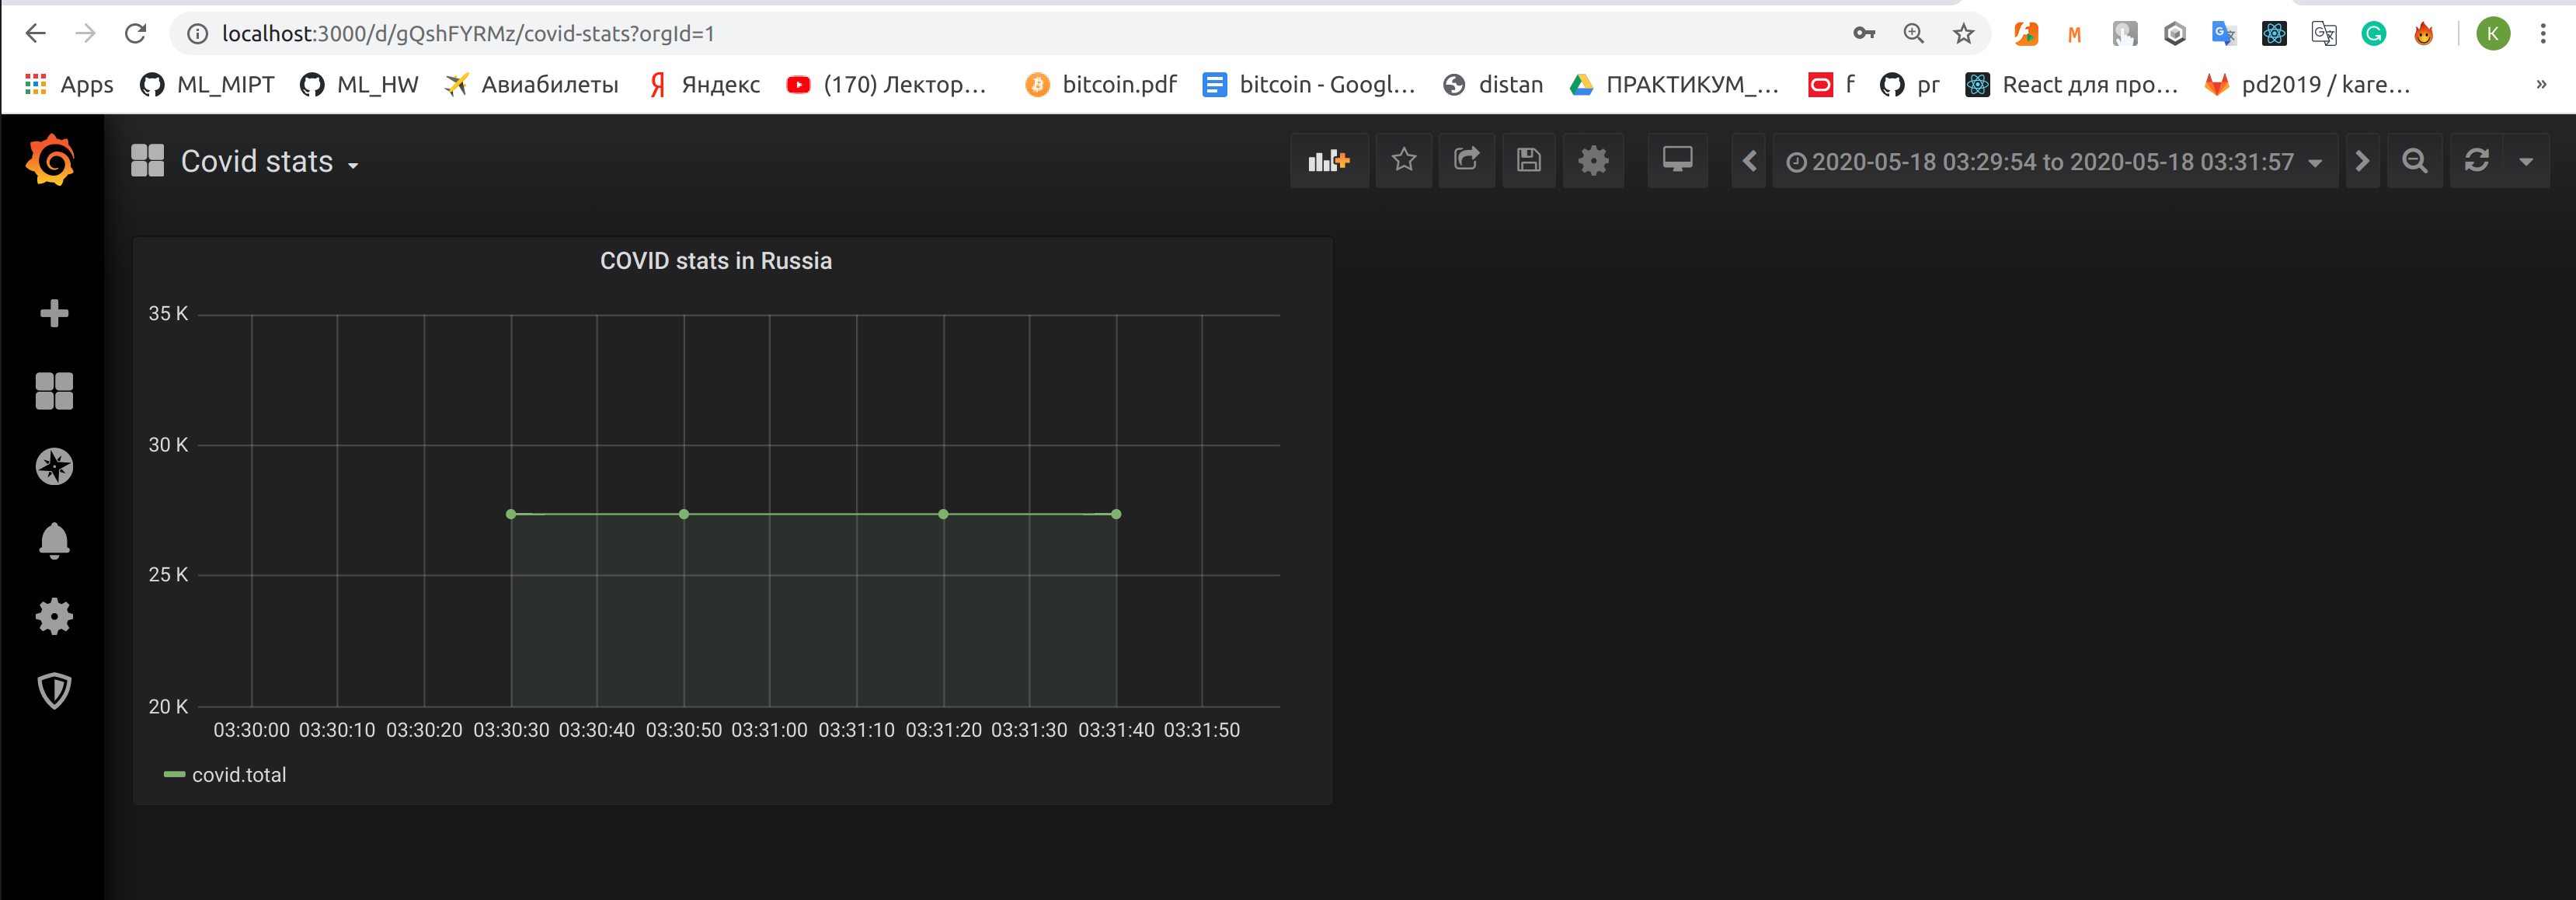 localhost:3000/d/gQshFYRMz/covid-stats?orgId=1
K
Apps ML_MIPT ML_HW Авиабилеты Яндекс (170) Лектор... bitcoin.pdf bitcoin - Googl... distan ПРАКТИКУМ_... f pr React для про... pd2019 / kare... »
Covid stats
2020-05-18 03:29:54 to 2020-05-18 03:31:57
COVID stats in Russia
35 K
30 K
25 K
20 K
03:30:00 03:30:10 03:30:20 03:30:30 03:30:40 03:30:50 03:31:00 03:31:10 03:31:20 03:31:30 03:31:40 03:31:50
covid.total